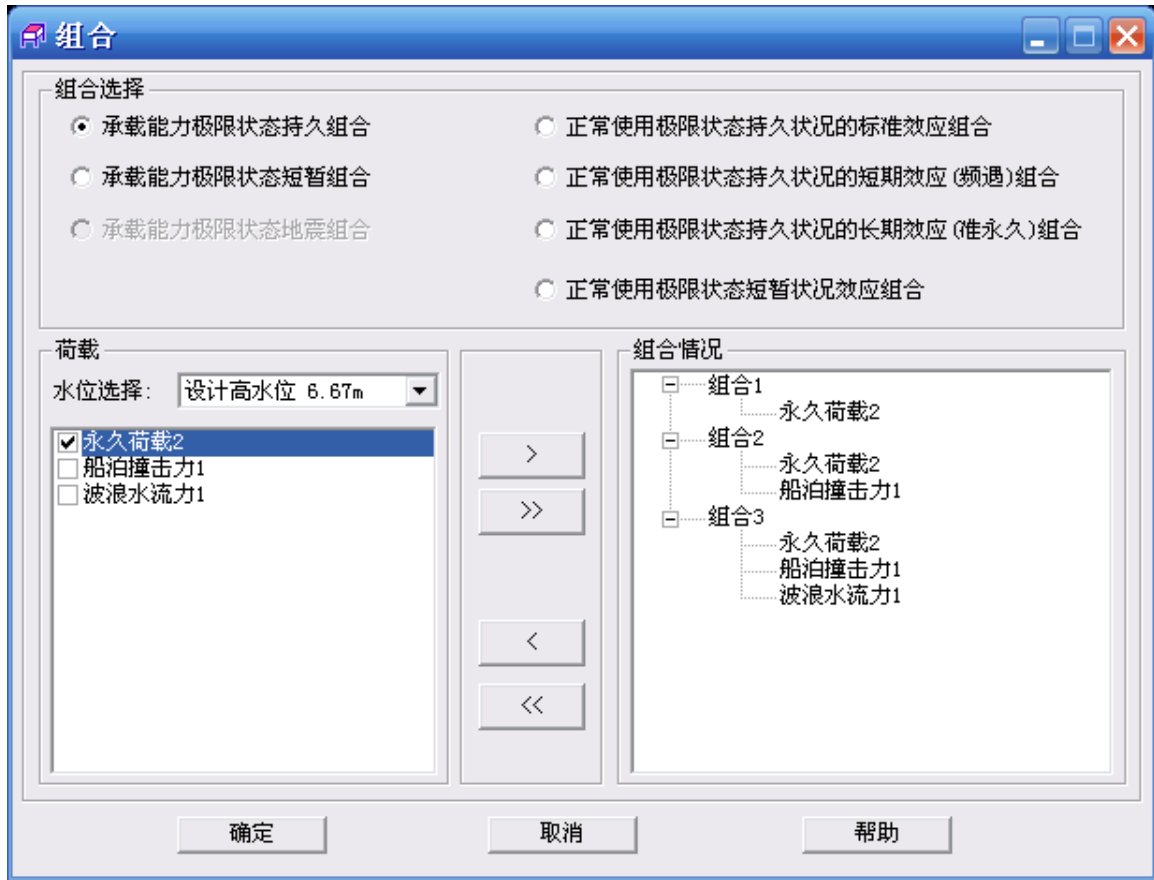 组合
组合选择
承载能力极限状态持久组合
正常使用极限状态持久状况的标准效应组合
承载能力极限状态短暂组合
正常使用极限状态持久状况的短期效应(频遇)组合
承载能力极限状态地震组合
正常使用极限状态持久状况的长期效应(准永久)组合
正常使用极限状态短暂状况效应组合
荷载
水位选择: 设计高水位 6.67m
永久荷载2
船泊撞击力1
波浪水流力1
>
>>
<
<<
组合情况
组合1
永久荷载2
组合2
永久荷载2
船泊撞击力1
组合3
永久荷载2
船泊撞击力1
波浪水流力1
确定
取消
帮助